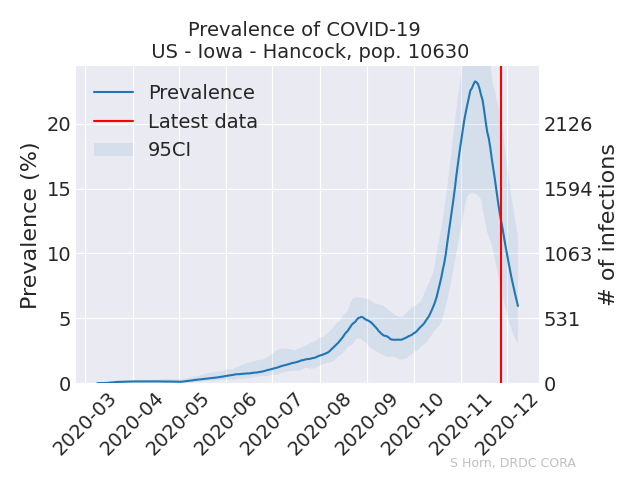 Prevalence of COVID-19
US - Iowa - Hancock, pop. 10630
Prevalence
Latest data
95CI
Prevalence (%)
20
15
10
5
0
2126
1594
1063
531
0
# of infections
2020-03
2020-04
2020-05
2020-06
2020-07
2020-08
2020-09
2020-10
2020-11
2020-12
S Horn, DRDC CORA